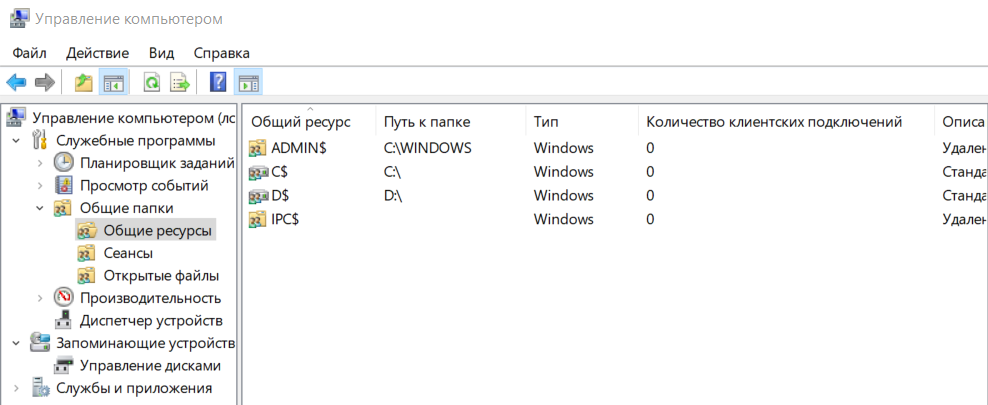 Управление компьютером
Файл Действие Вид Справка
Управление компьютером (ло
Служебные программы
Планировщик заданий
Просмотр событий
Общие папки
Общие ресурсы
Сеансы
Открытые файлы
Производительность
Диспетчер устройств
Запоминающие устройств
Управление дисками
Службы и приложения
Общий ресурс Путь к папке Тип Количество клиентских подключений Описа
ADMIN$ C:\WINDOWS Windows 0 Удален
C$ C:\ Windows 0 Станда
D$ D:\ Windows 0 Станда
IPC$ Windows 0 Удален